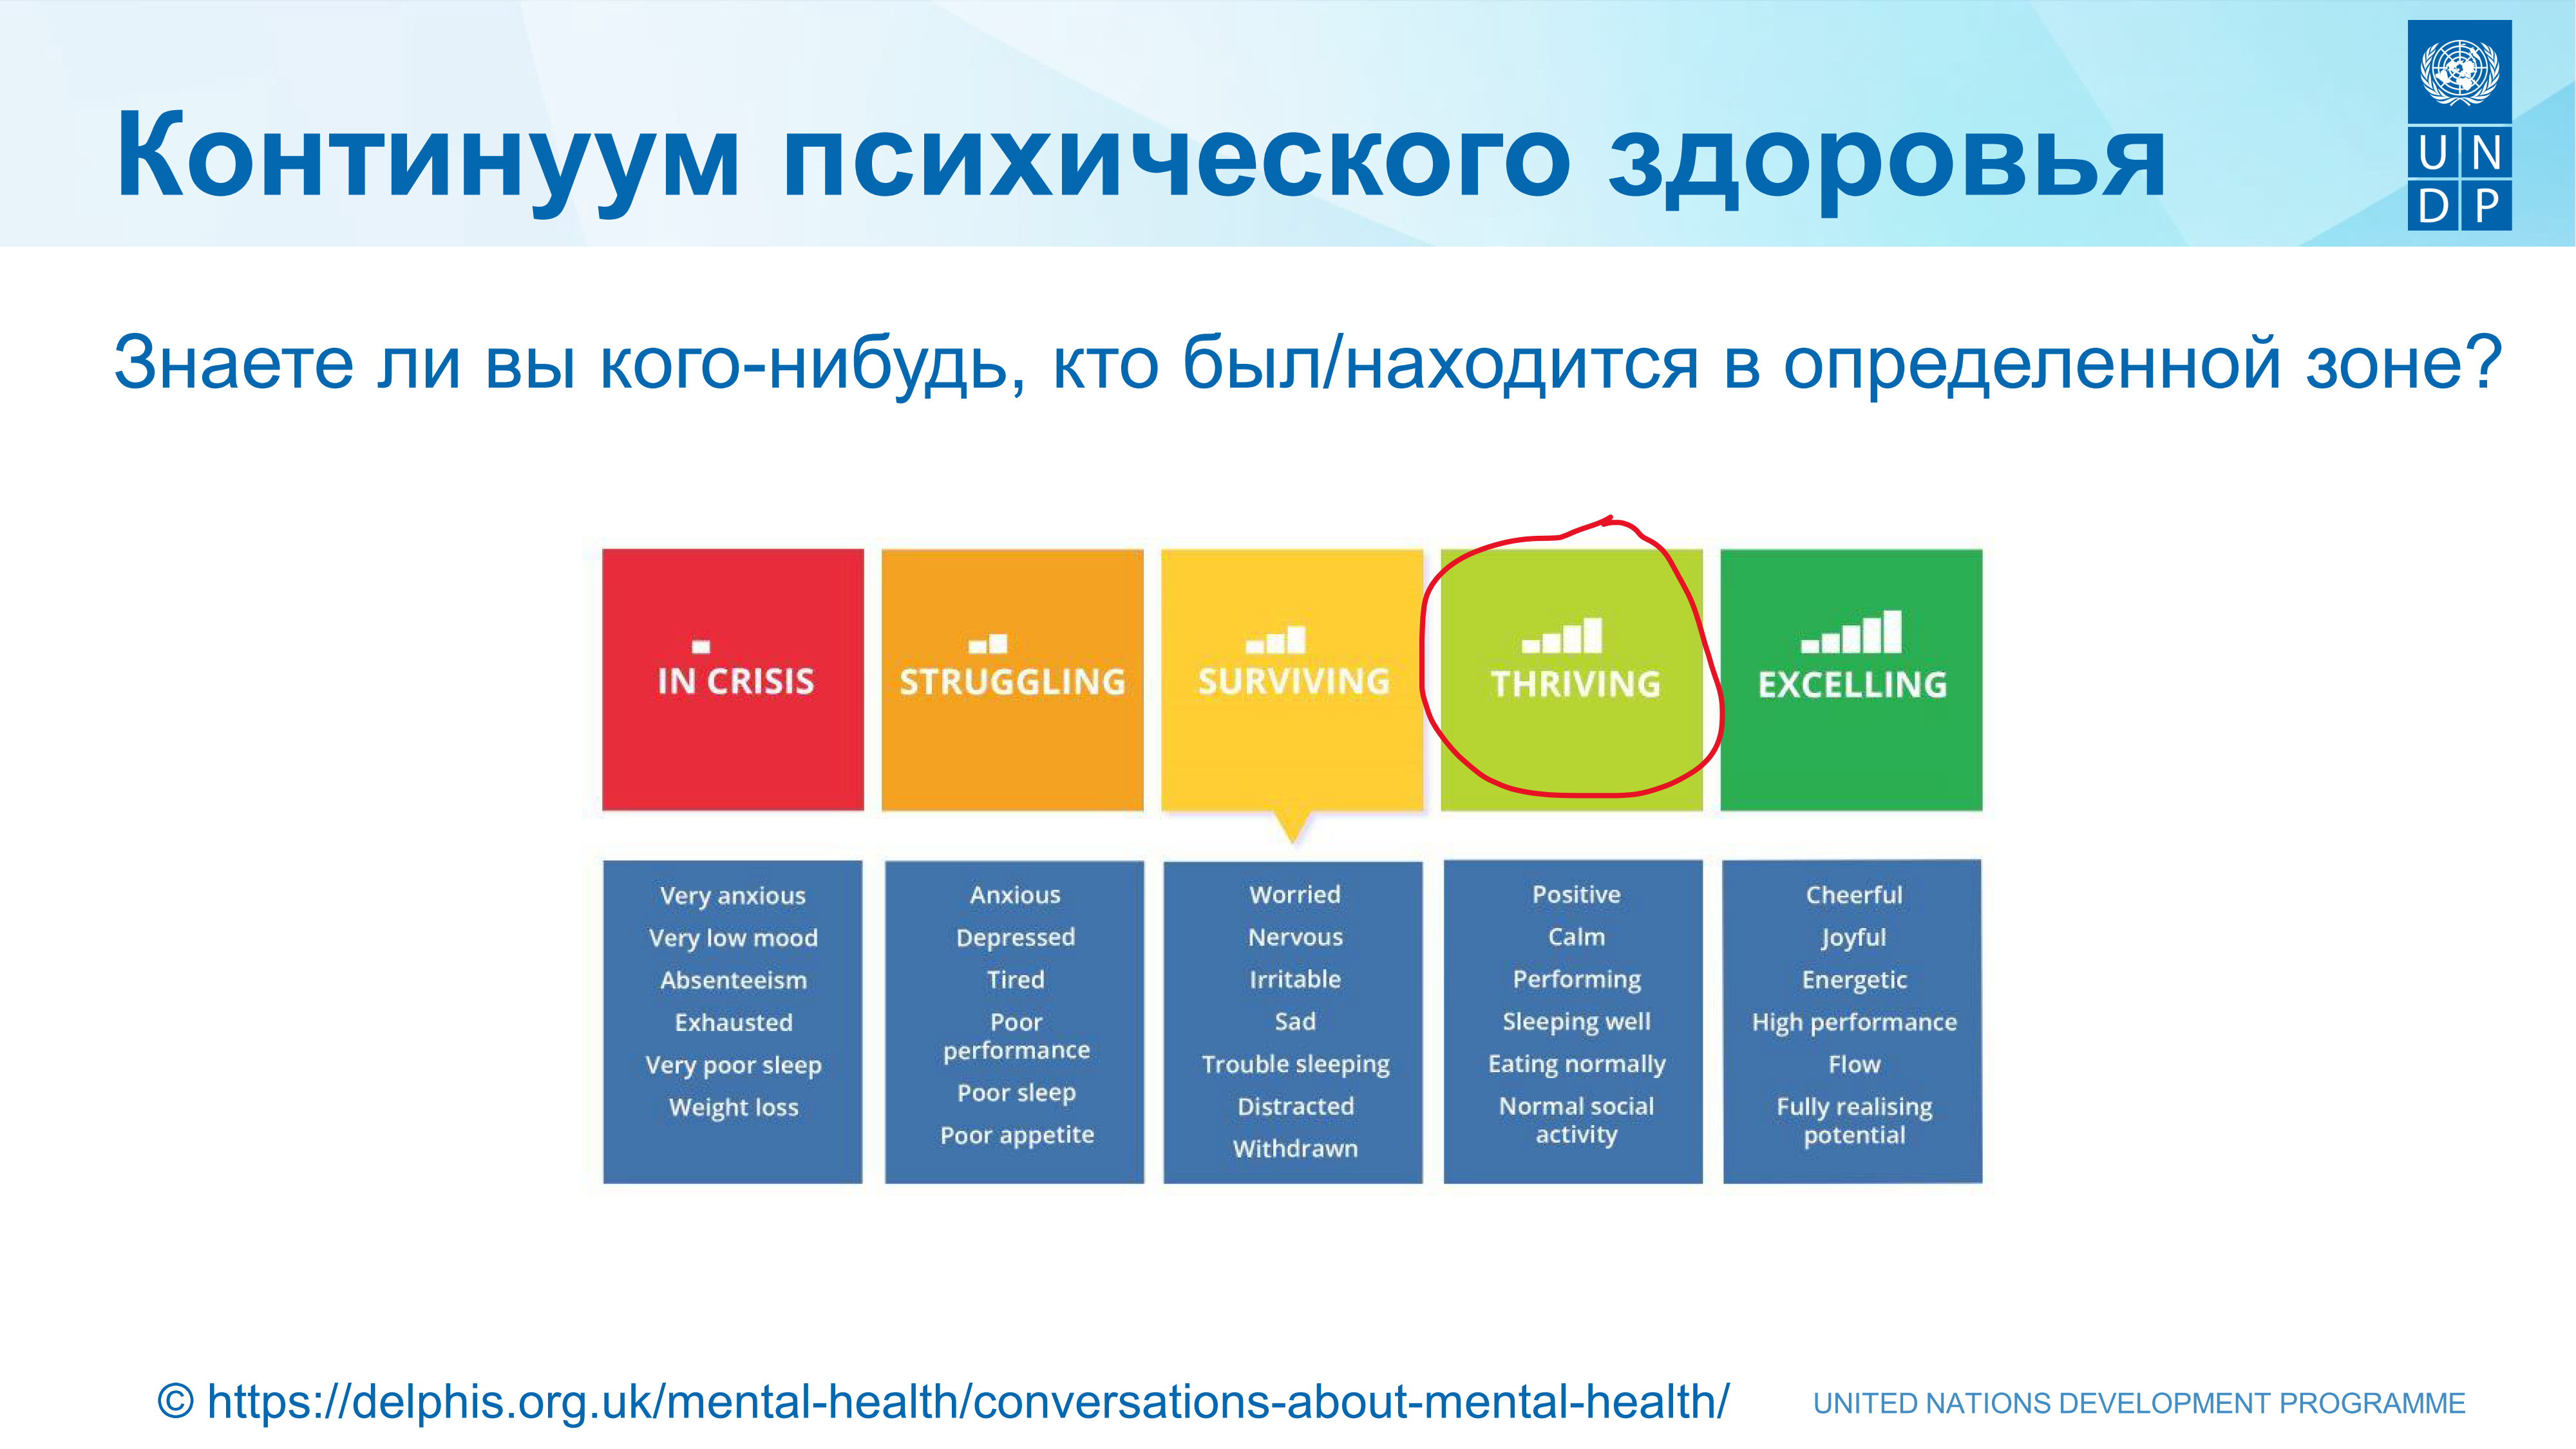 Континуум психического здоровья
UN
DP
Знаете ли вы кого-нибудь, кто был/находится в определенной зоне?
IN CRISIS
STRUGGLING
SURVIVING
THRIVING
EXCELLING
Very anxious
Very low mood
Absenteeism
Exhausted
Very poor sleep
Weight loss
Anxious
Depressed
Tired
Poor
performance
Poor sleep
Poor appetite
Worried
Nervous
Irritable
Sad
Trouble sleeping
Distracted
Withdrawn
Positive
Calm
Performing
Sleeping well
Eating normally
Normal social
activity
Cheerful
Joyful
Energetic
High performance
Flow
Fully realising
potential
© https://delphis.org.uk/mental-health/conversations-about-mental-health/
UNITED NATIONS DEVELOPMENT PROGRAMME